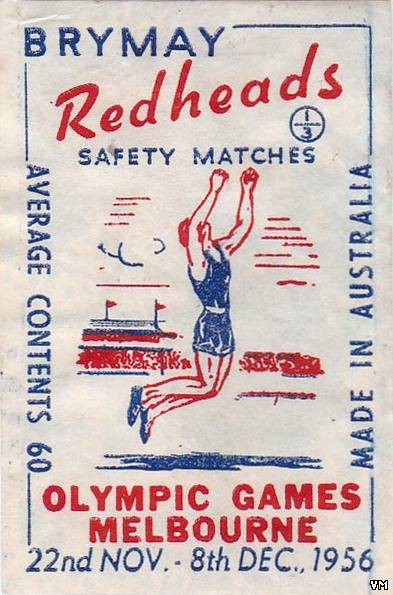 BRYMAY
Redheads
1/3
SAFETY MATCHES
AVERAGE CONTENTS 60
MADE IN AUSTRALIA
OLYMPIC GAMES
MELBOURNE
22nd NOV. - 8th DEC., 1956
VM